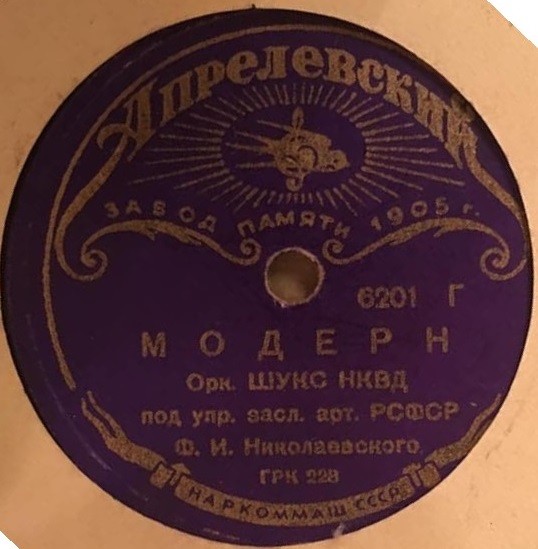 Апрелевский
ЗАВОД ПАМЯТИ 1905 г.
6201 Г
МОДЕРН
Орк. ШУКС НКВД
под упр. засл. арт. РСФСР
Ф. И. Николаевского
ГРК 228
НАРКОММАШ СССР